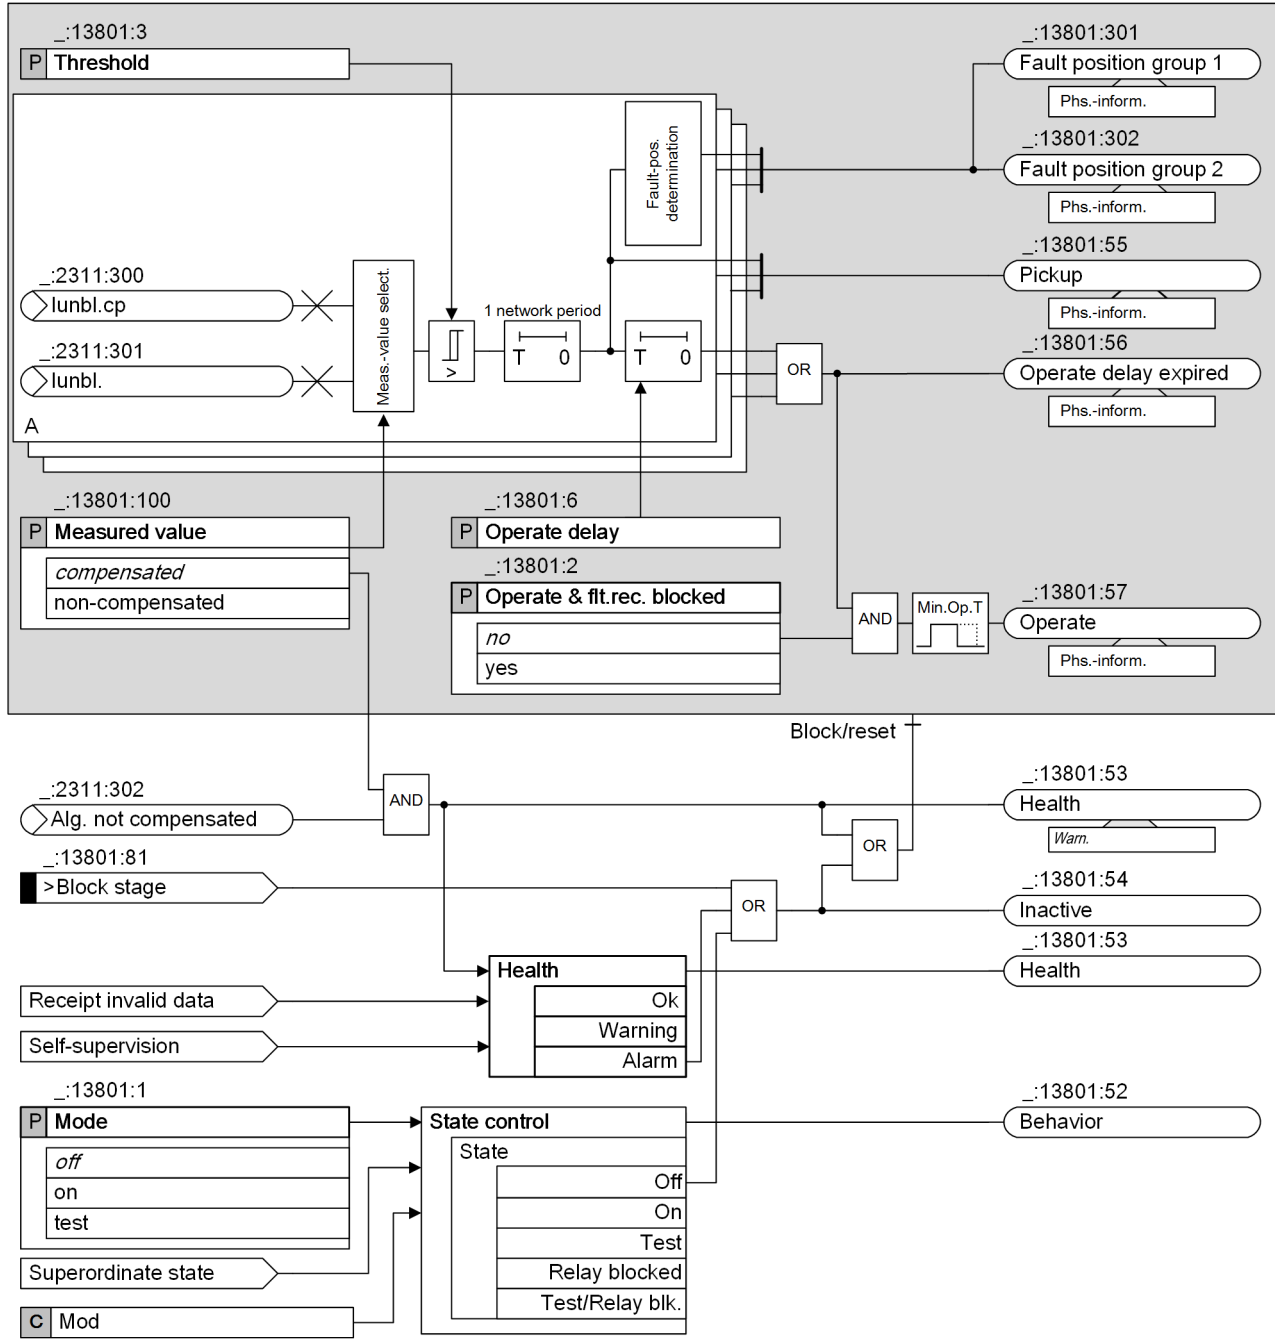 _:13801:3
P Threshold
_:13801:301
Fault position group 1
Phs.-inform.
_:13801:302
Fault position group 2
Phs.-inform.
Fault-pos.
determination
_:13801:55
Pickup
Phs.-inform.
_:2311:300
Iunbl.cp
_:2311:301
Iunbl.
Meas.-value select.
1 network period
T 0
T 0
OR
_:13801:56
Operate delay expired
Phs.-inform.
A
_:13801:100
P Measured value
compensated
non-compensated
_:13801:6
P Operate delay
_:13801:2
P Operate & flt.rec. blocked
no
yes
AND
Min.Op.T
_:13801:57
Operate
Phs.-inform.
Block/reset
_:2311:302
Alg. not compensated
AND
_:13801:53
Health
Warn.
OR
_:13801:81
>Block stage
OR
_:13801:54
Inactive
_:13801:53
Health
Health
Ok
Warning
Alarm
Receipt invalid data
Self-supervision
_:13801:1
P Mode
off
on
test
State control
State
Off
On
Test
Relay blocked
Test/Relay blk.
_:13801:52
Behavior
Superordinate state
C Mod